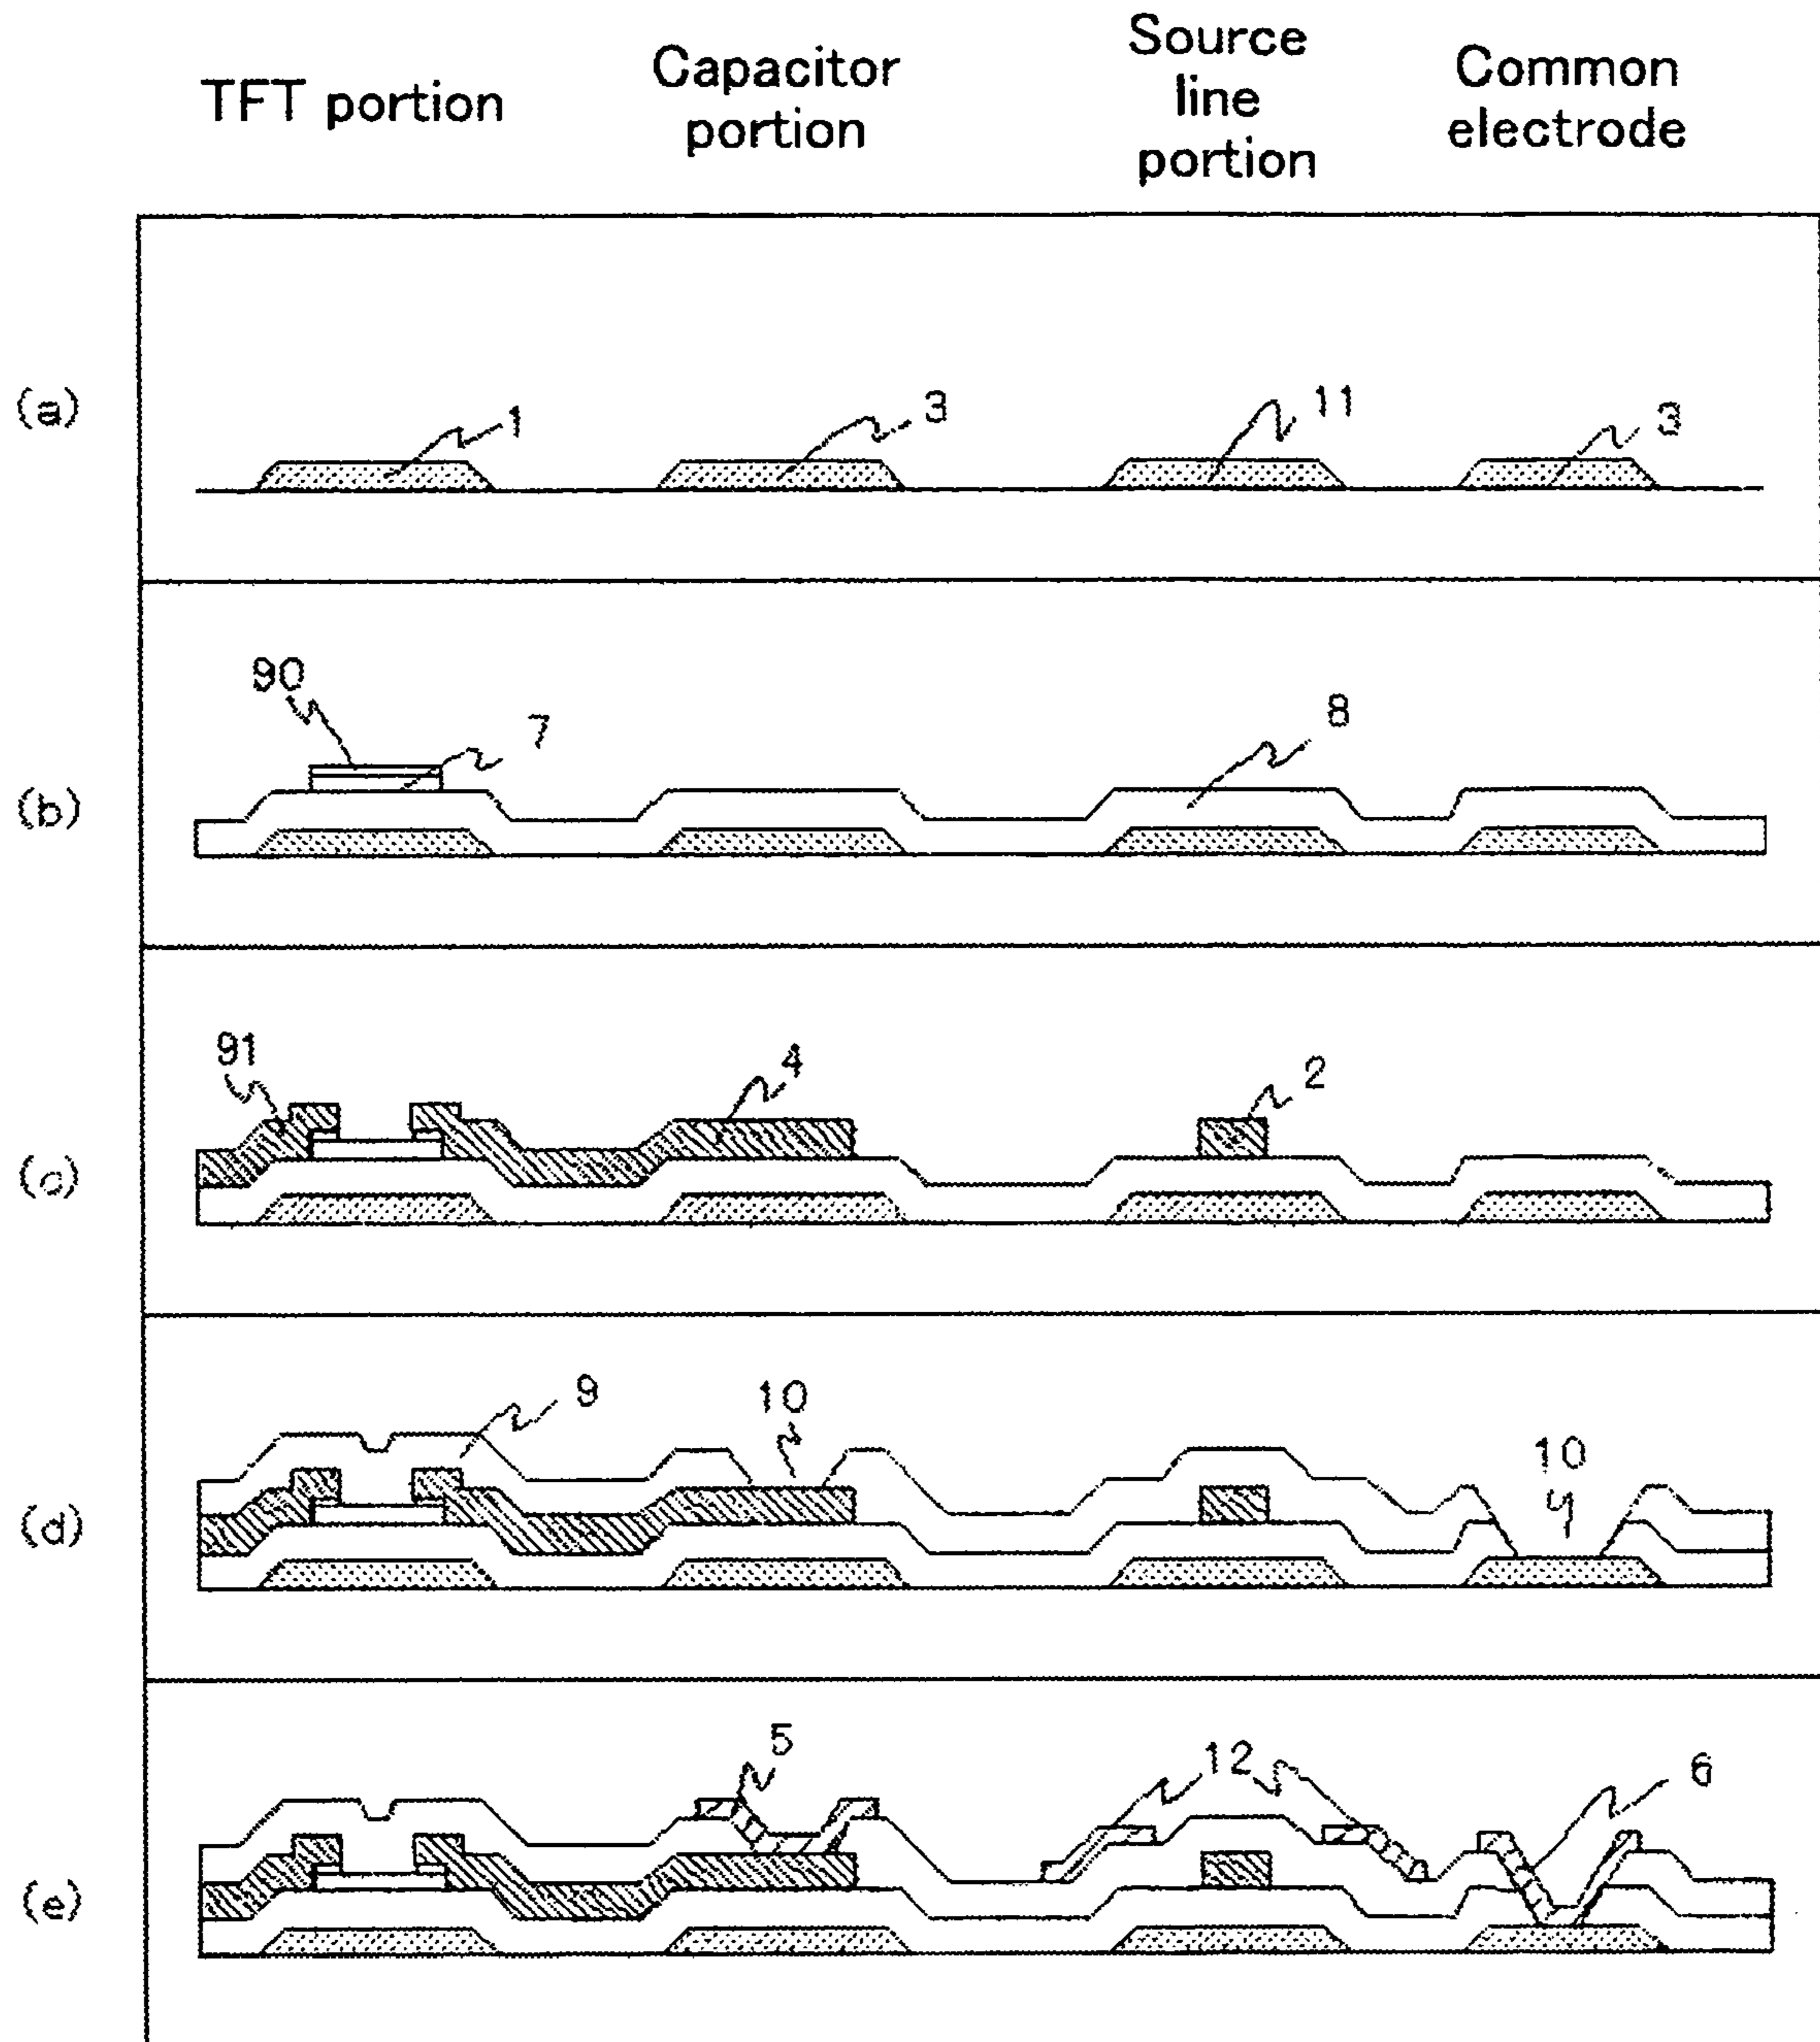 TFT portion
Capacitor
portion
Source
line
portion
Common
electrode
(a)
1
3
11
3
(b)
90
7
8
(c)
91
4
2
(d)
9
10
10
(e)
5
12
6